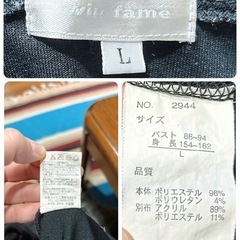 Win fame
L
NO. 2944
サイズ
バスト 86~94
身長 154~162
L
品質
本体 ポリエステル 96%
ポリウレタン 4%
別布 アクリル 89%
ポリエステル 11%